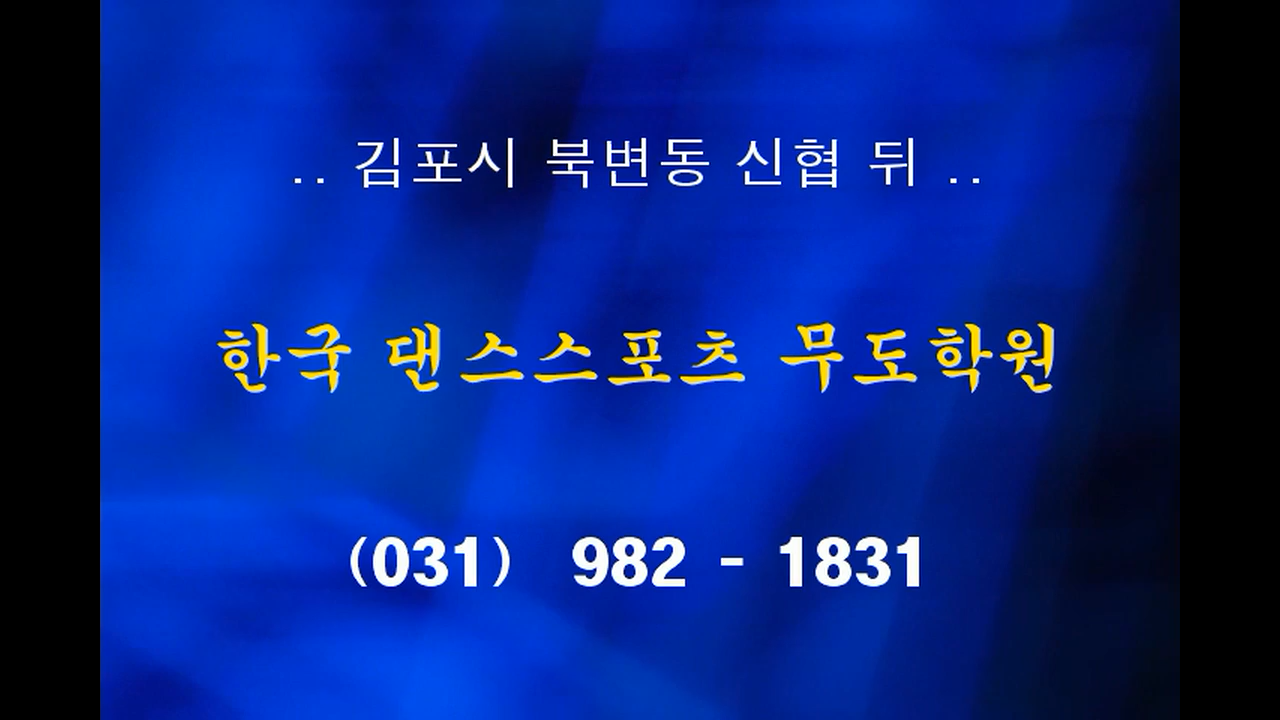 .. 김포시 북변동 신협 뒤 ..
한국 댄스스포츠 무도학원
(031) 982 - 1831